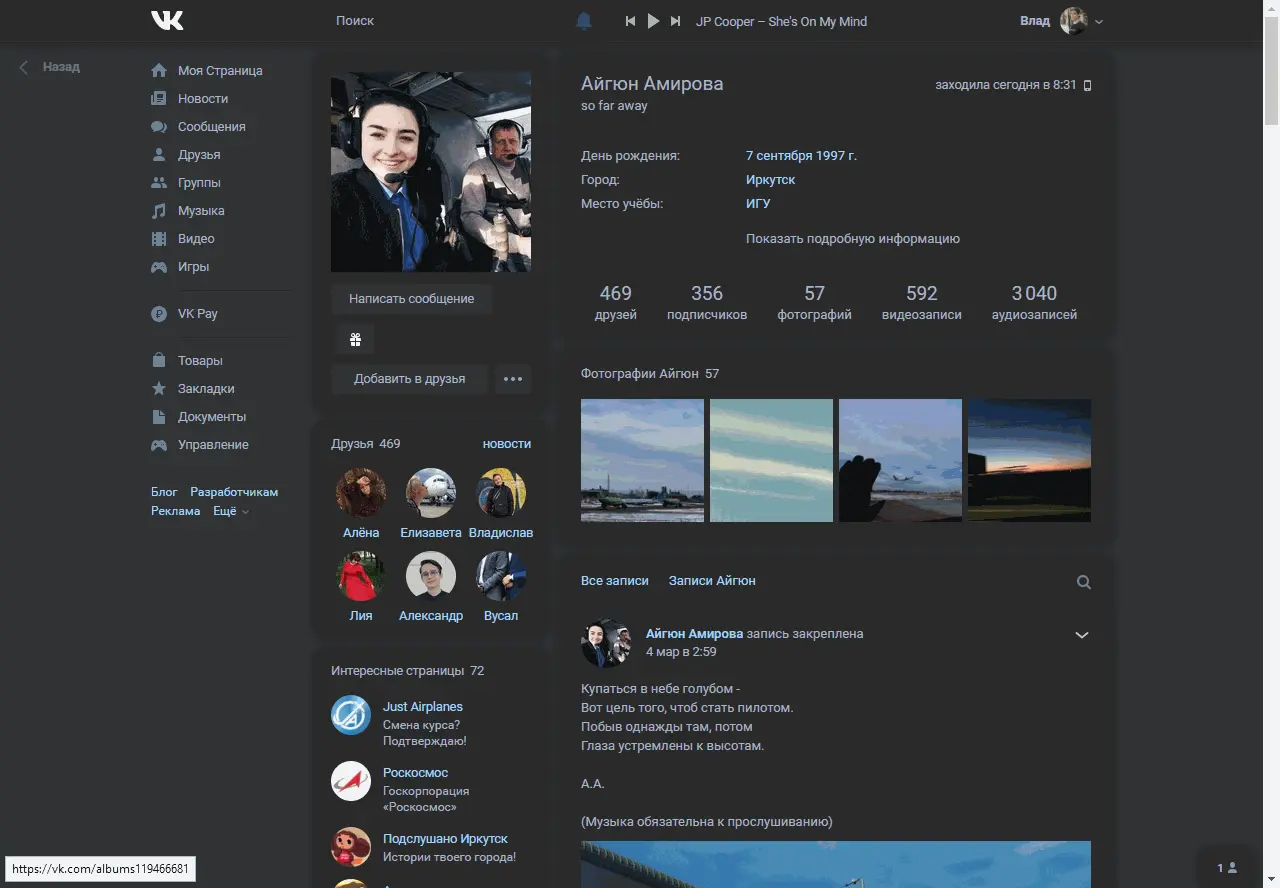 Поиск
JP Cooper – She's On My Mind
Влад
Назад
Моя Страница
Новости
Сообщения
Друзья
Группы
Музыка
Видео
Игры
VK Pay
Товары
Закладки
Документы
Управление
Блог Разработчикам
Реклама Ещё
Написать сообщение
Добавить в друзья
Друзья 469 новости
Алёна Елизавета Владислав
Лия Александр Вусал
Интересные страницы 72
Just Airplanes
Смена курса?
Подтверждаю!
Роскосмос
Госкорпорация
«Роскосмос»
Подслушано Иркутск
Истории твоего города!
Айгюн Амирова
заходила сегодня в 8:31
so far away
День рождения: 7 сентября 1997 г.
Город: Иркутск
Место учёбы: ИГУ
Показать подробную информацию
469 356 57 592 3 040
друзей подписчиков фотографий видеозаписи аудиозаписей
Фотографии Айгюн 57
Все записи Записи Айгюн
Айгюн Амирова запись закреплена
4 мар в 2:59
Купаться в небе голубом -
Вот цель того, чтоб стать пилотом.
Побыв однажды там, потом
Глаза устремлены к высотам.
А.А.
(Музыка обязательна к прослушиванию)
https://vk.com/albums119466681
1